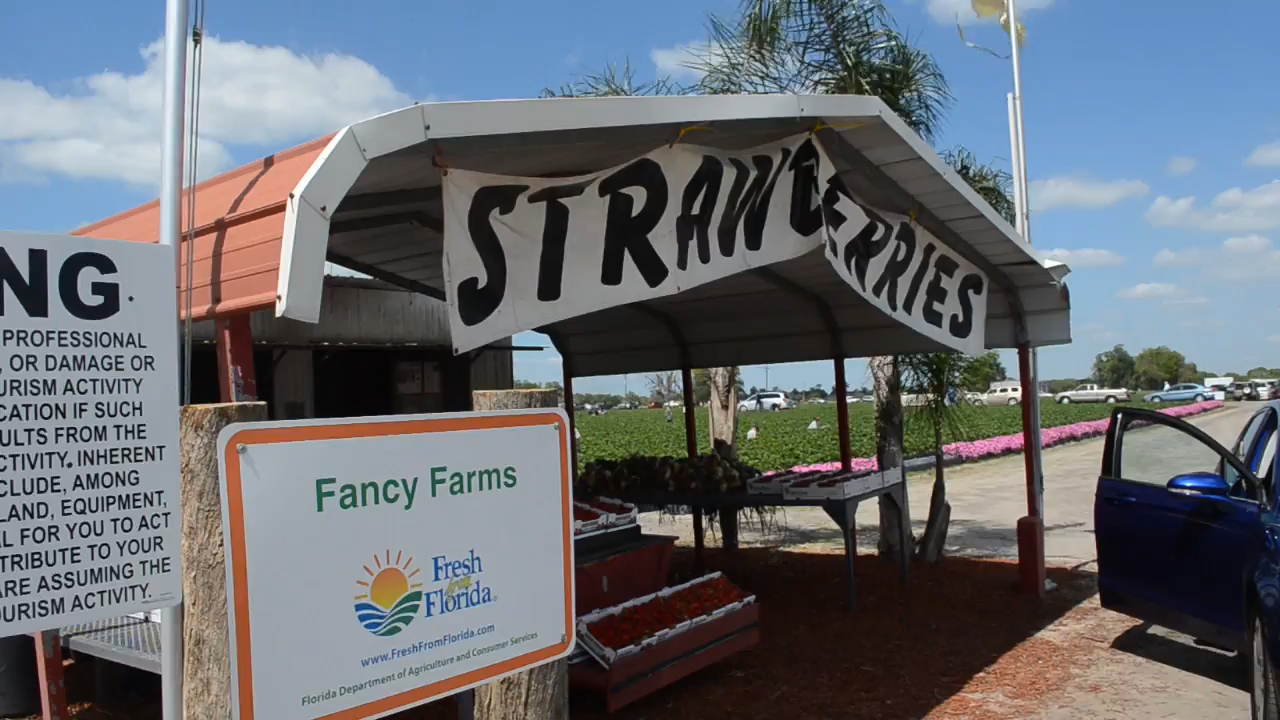 STRAWBERRIES
NG.
PROFESSIONAL
, OR DAMAGE OR
URISM ACTIVITY
CATION IF SUCH
ULTS FROM THE
CTIVITY. INHERENT
CLUDE, AMONG
LAND, EQUIPMENT,
AL FOR YOU TO ACT
TRIBUTE TO YOUR
ARE ASSUMING THE
OURISM ACTIVITY.
Fancy Farms
Fresh
from
Florida®
www.FreshFromFlorida.com
Florida Department of Agriculture and Consumer Services